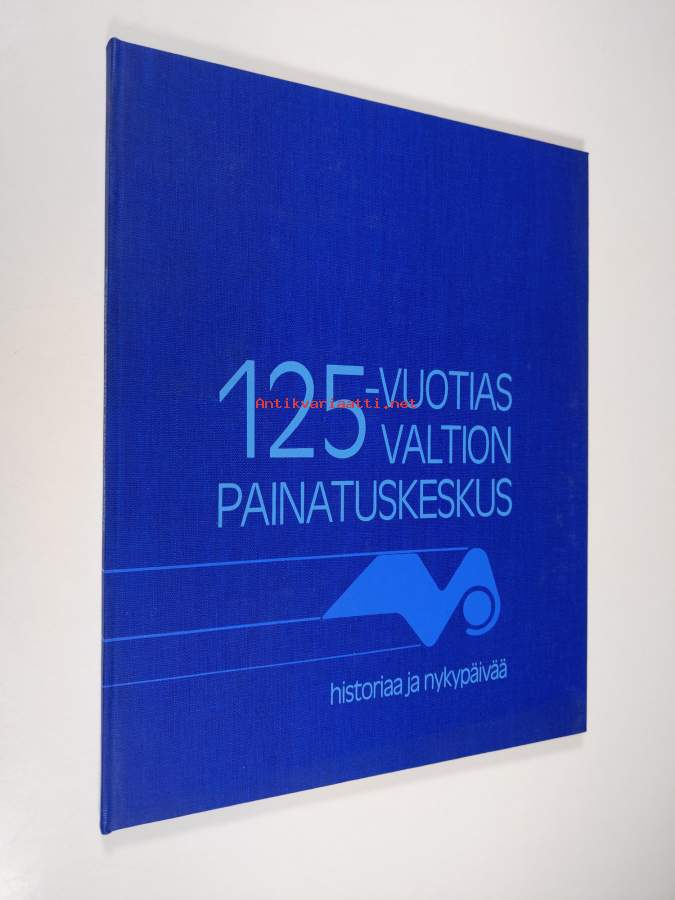 125-VUOTIAS
VALTION
PAINATUSKESKUS
historiaa ja nykypäivää
Antikvariaatti.net